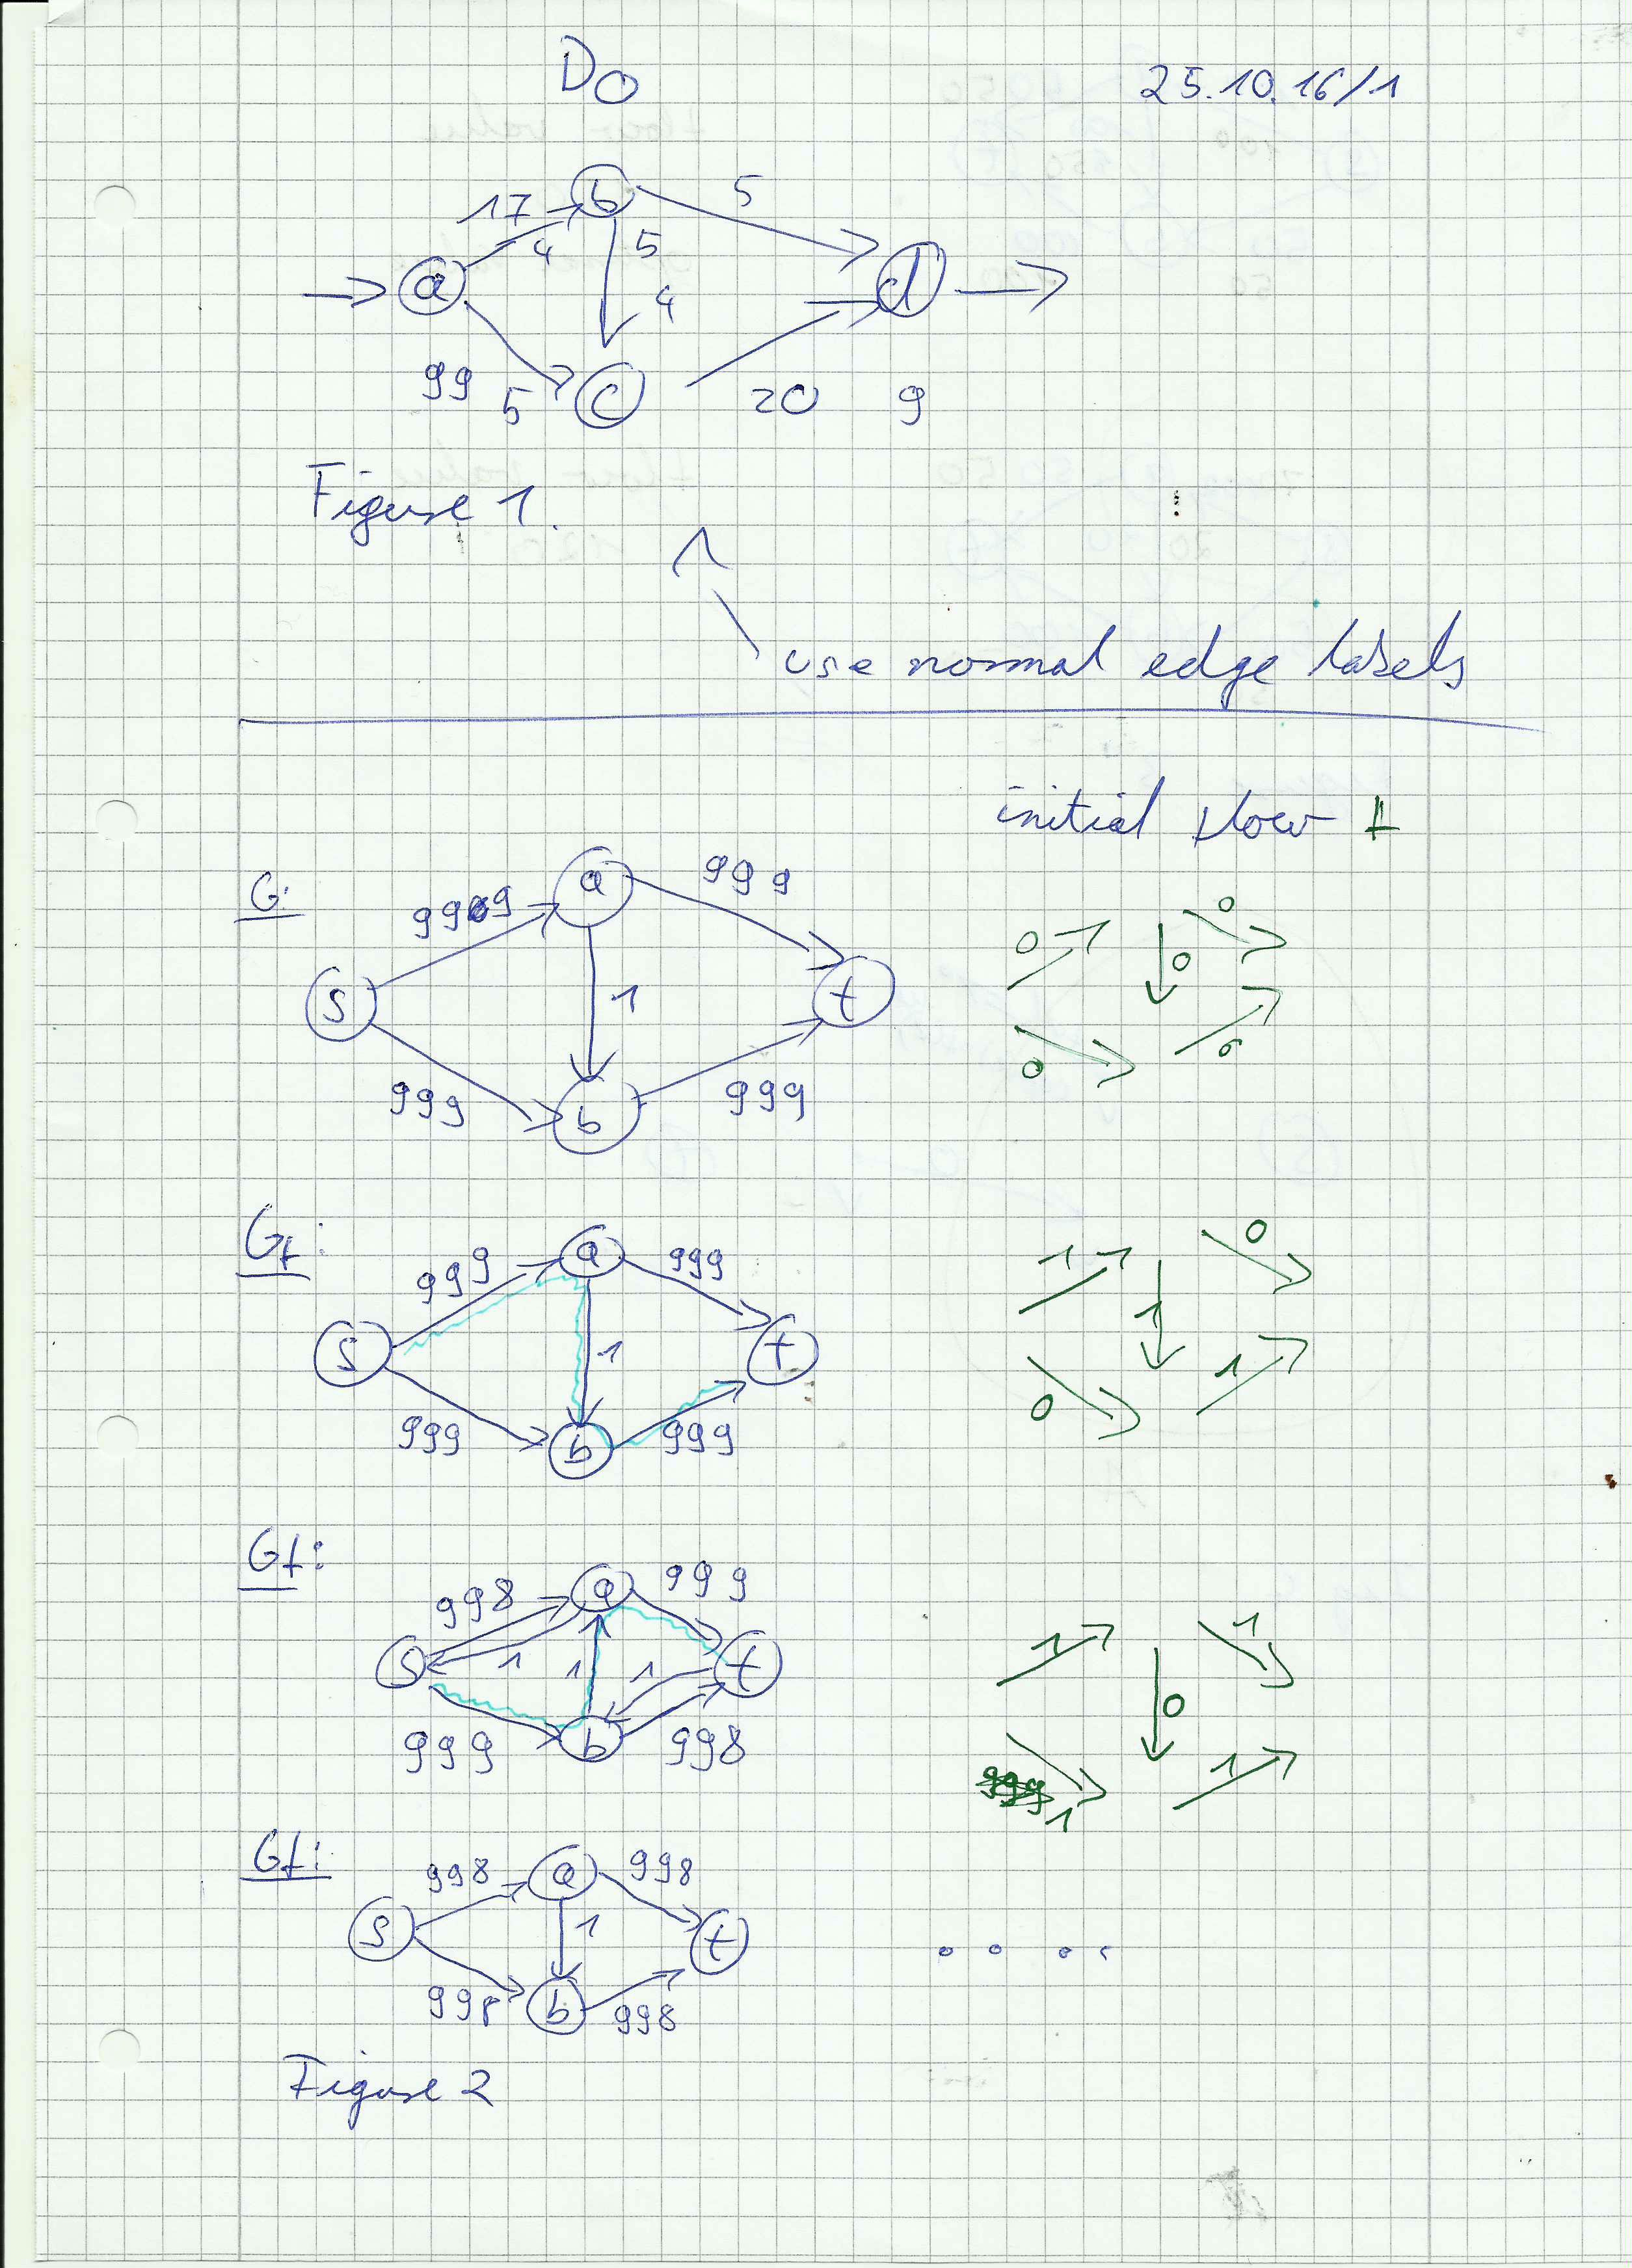 Do
25.10.16/1
17 b 5
4 5
a d
4
99 5 c 20 9
Figure 1.
use normal edge labels
initial flow f
G:
a 999
999
0 0 0
s 1 t
0 0
999 b 999
Gf:
a 999
999
1 0
s 1 t
1
0 1
999 b 999
Gf:
998 a 999
1 1
s 1 1 1 t
0
999 b 998
1
1
Gf:
998 a 998
s 1 t
....
998 b 998
Figure 2